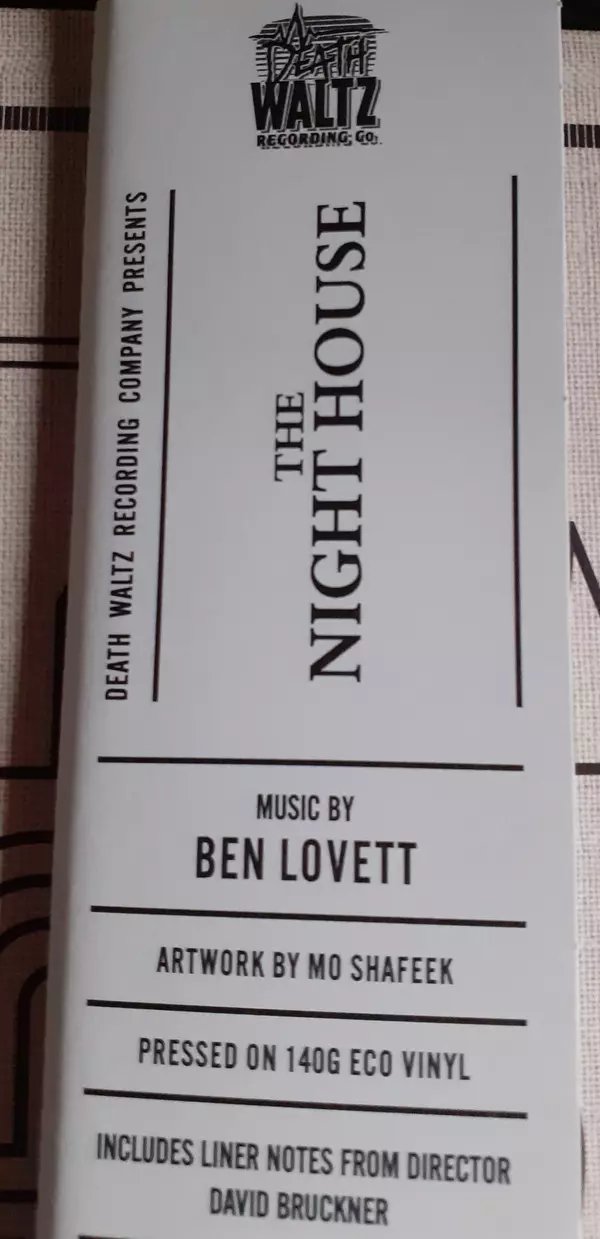 DEATH
WALTZ
RECORDING CO.
DEATH WALTZ RECORDING COMPANY PRESENTS
THE
NIGHT HOUSE
MUSIC BY
BEN LOVETT
ARTWORK BY MO SHAFEEK
PRESSED ON 140G ECO VINYL
INCLUDES LINER NOTES FROM DIRECTOR
DAVID BRUCKNER